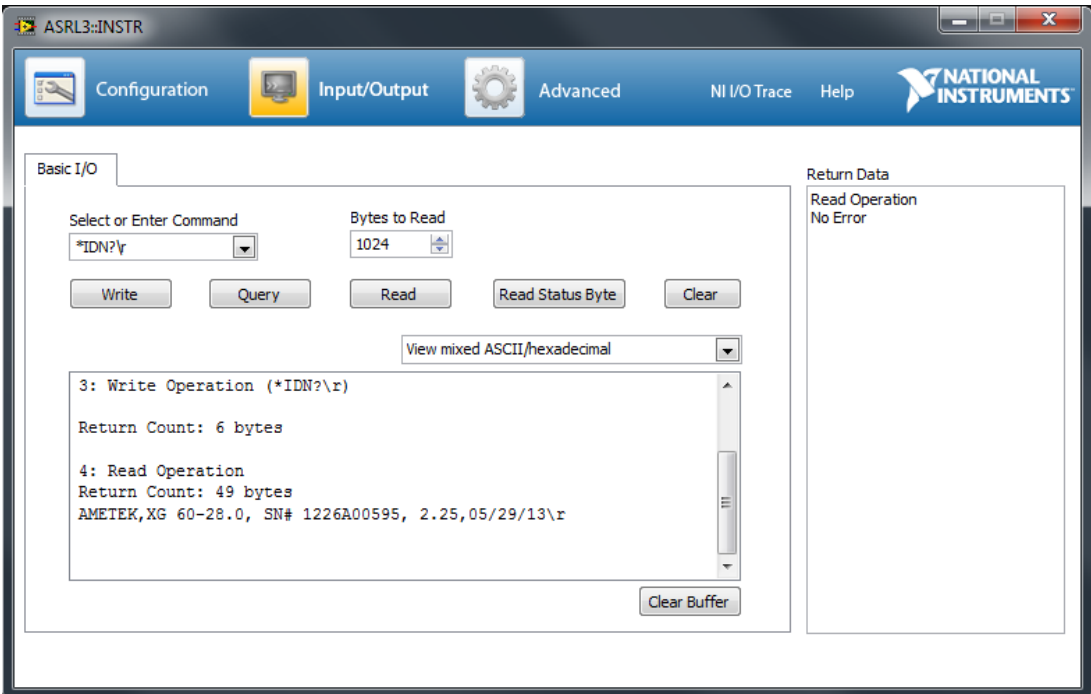 ASRL3::INSTR
Configuration
Input/Output
Advanced
NI I/O Trace
Help
NATIONAL
INSTRUMENTS
Basic I/O
Select or Enter Command
*IDN?\r
Bytes to Read
1024
Write
Query
Read
Read Status Byte
Clear
View mixed ASCII/hexadecimal
3: Write Operation (*IDN?\r)
Return Count: 6 bytes
4: Read Operation
Return Count: 49 bytes
AMETEK,XG 60-28.0, SN# 1226A00595, 2.25,05/29/13\r
Clear Buffer
Return Data
Read Operation
No Error